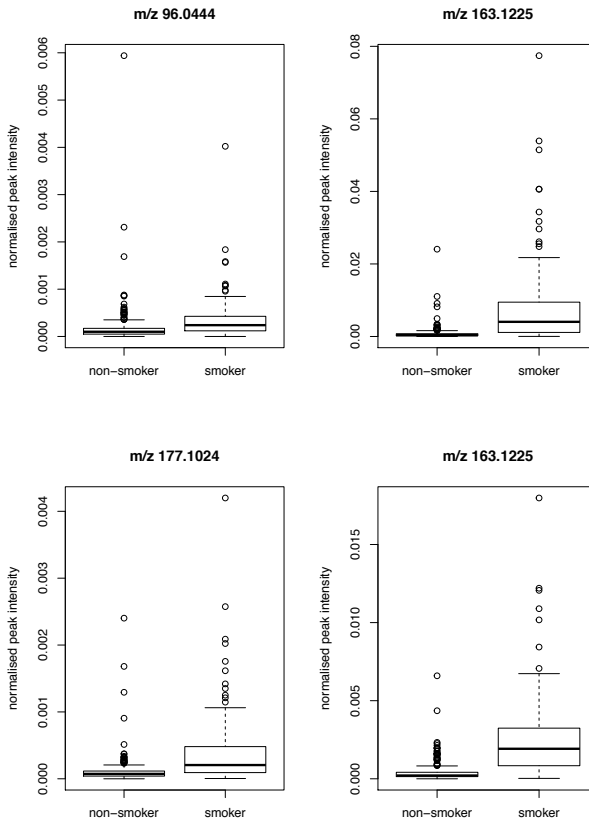 m/z 96.0444
m/z 163.1225
normalised peak intensity
0.000
0.001
0.002
0.003
0.004
0.005
0.006
non-smoker
smoker
normalised peak intensity
0.00
0.02
0.04
0.06
0.08
non-smoker
smoker
m/z 177.1024
m/z 163.1225
normalised peak intensity
0.000
0.001
0.002
0.003
0.004
non-smoker
smoker
normalised peak intensity
0.000
0.005
0.010
0.015
non-smoker
smoker